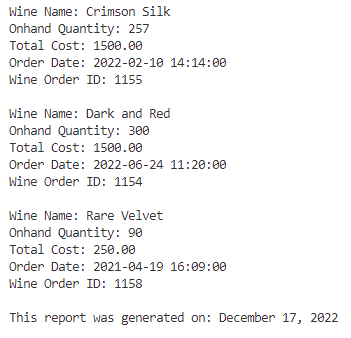 Wine Name: Crimson Silk
Onhand Quantity: 257
Total Cost: 1500.00
Order Date: 2022-02-10 14:14:00
Wine Order ID: 1155

Wine Name: Dark and Red
Onhand Quantity: 300
Total Cost: 1500.00
Order Date: 2022-06-24 11:20:00
Wine Order ID: 1154

Wine Name: Rare Velvet
Onhand Quantity: 90
Total Cost: 250.00
Order Date: 2021-04-19 16:09:00
Wine Order ID: 1158

This report was generated on: December 17, 2022